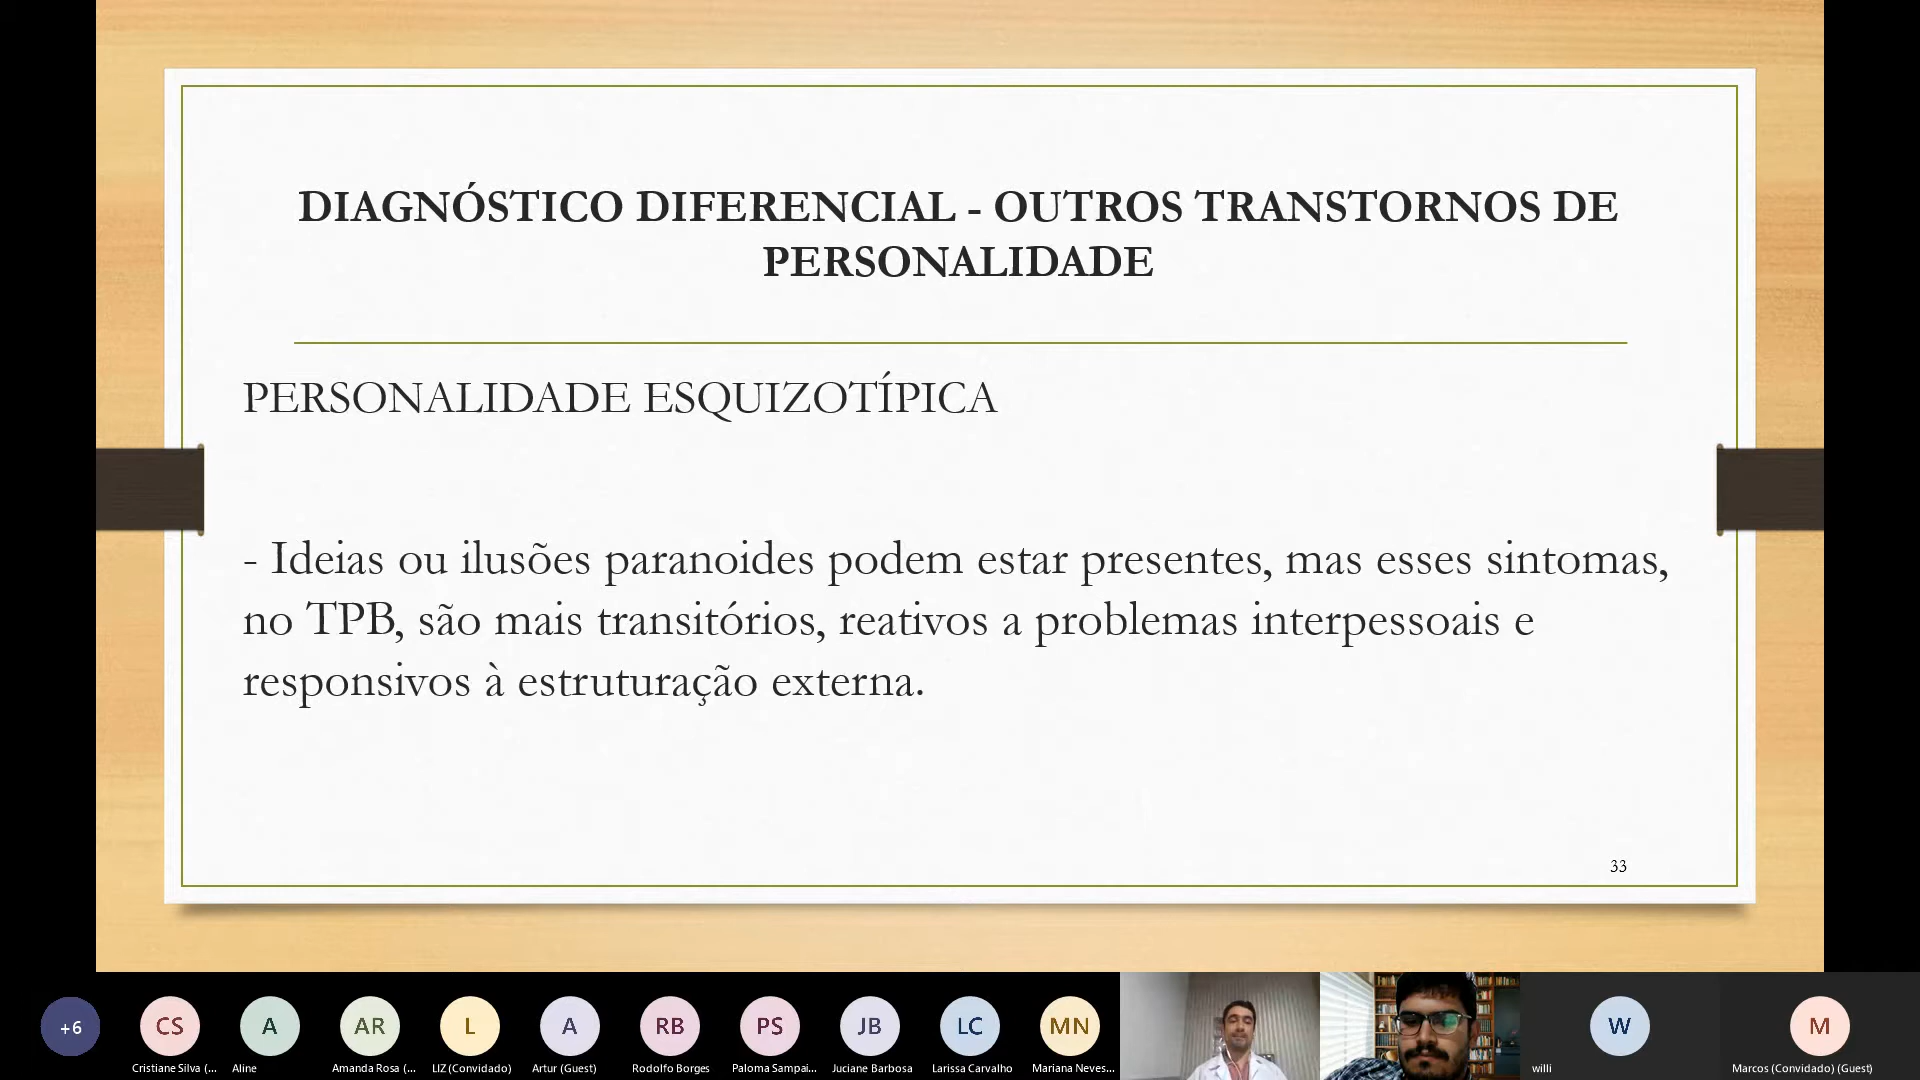 DIAGNÓSTICO DIFERENCIAL - OUTROS TRANSTORNOS DE
PERSONALIDADE
PERSONALIDADE ESQUIZOTÍPICA
- Ideias ou ilusões paranoides podem estar presentes, mas esses sintomas,
no TPB, são mais transitórios, reativos a problemas interpessoais e
responsivos à estruturação externa.
33
+6
CS
A
AR
L
A
RB
PS
JB
LC
MN
W
M
Cristiane Silva (...
Aline
Amanda Rosa (...
LIZ (Convidado)
Artur (Guest)
Rodolfo Borges
Paloma Sampai...
Juciane Barbosa
Larissa Carvalho
Mariana Neves...
willi
Marcos (Convidado) (Guest)